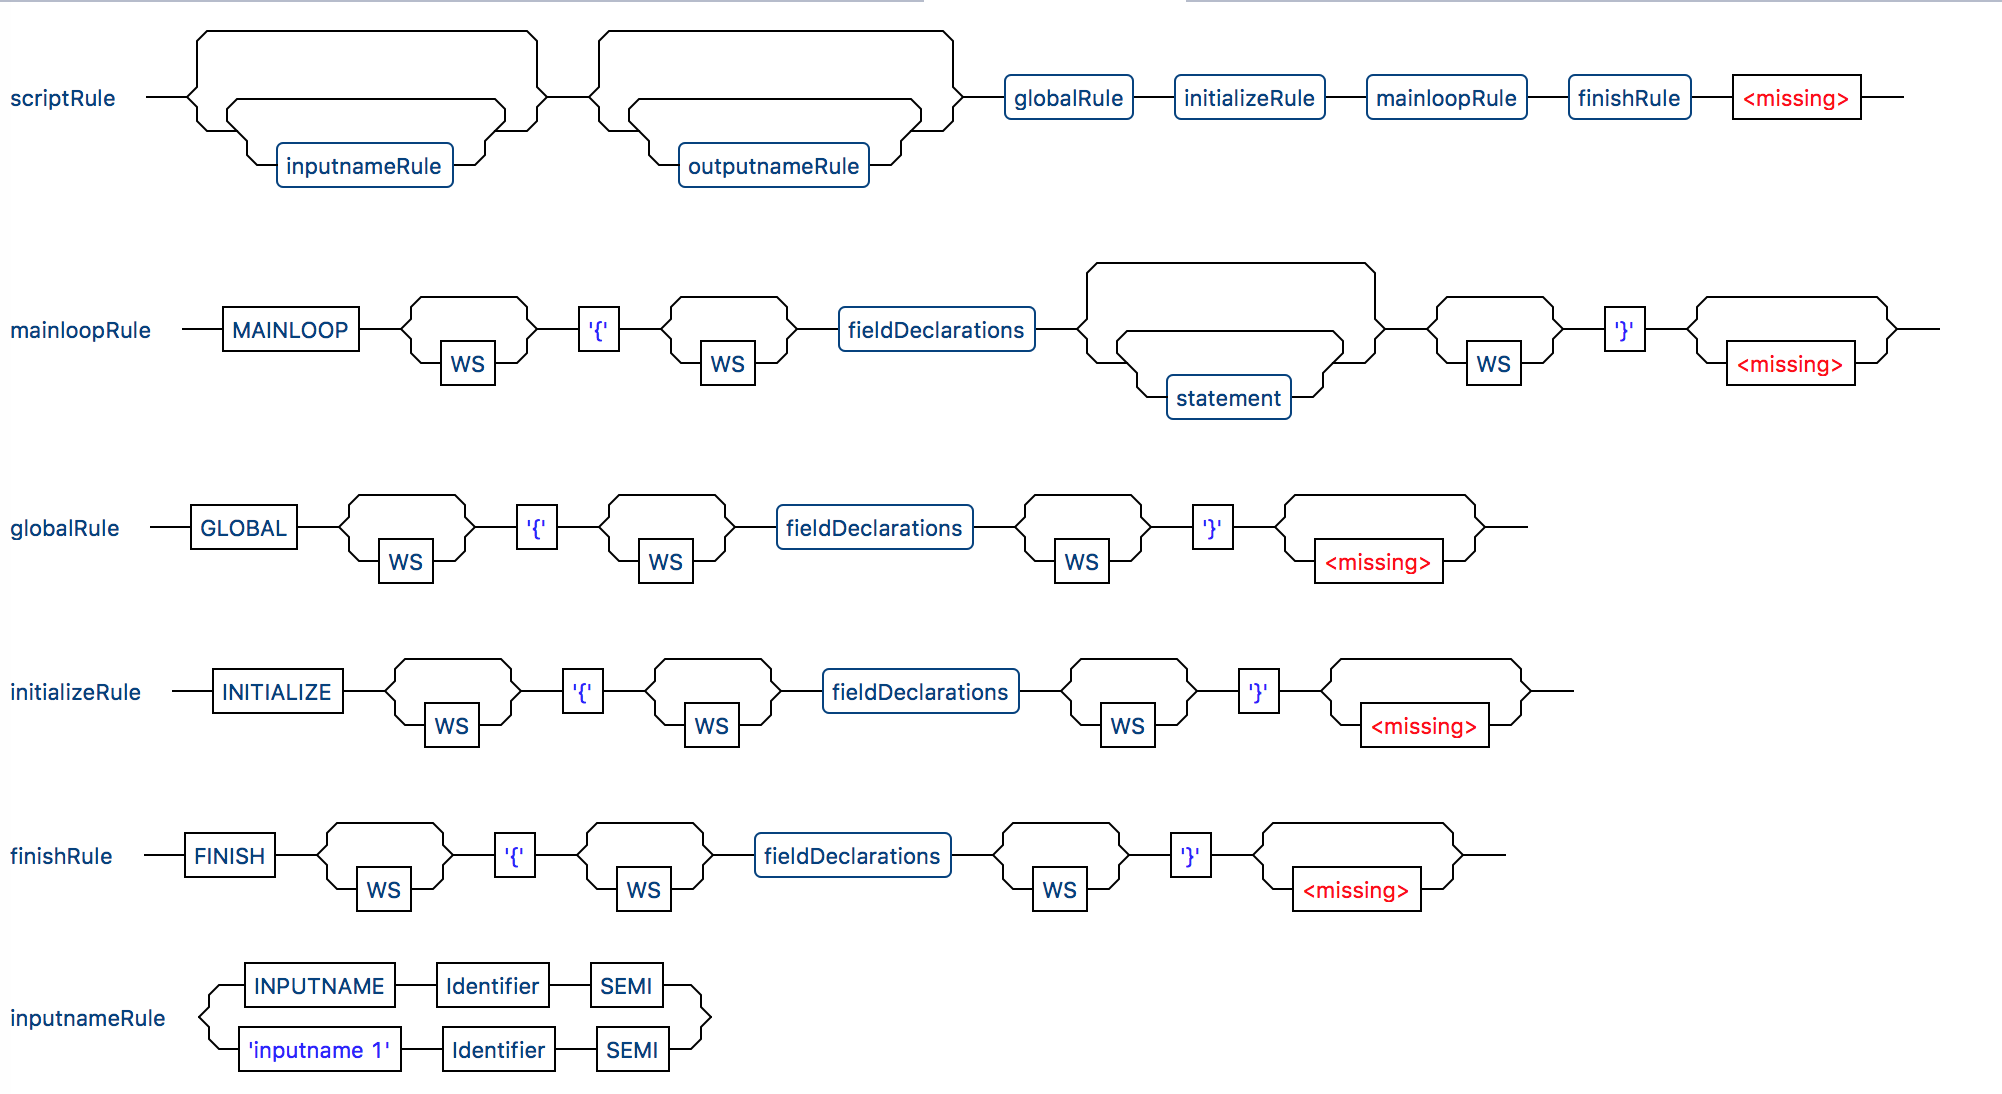 scriptRule globalRule initializeRule mainloopRule finishRule <missing>
inputnameRule outputnameRule
mainloopRule MAINLOOP '{' fieldDeclarations '}'
WS WS WS <missing>
statement
globalRule GLOBAL '{' fieldDeclarations '}'
WS WS WS <missing>
initializeRule INITIALIZE '{' fieldDeclarations '}'
WS WS WS <missing>
finishRule FINISH '{' fieldDeclarations '}'
WS WS WS <missing>
INPUTNAME Identifier SEMI
inputnameRule
'inputname 1' Identifier SEMI